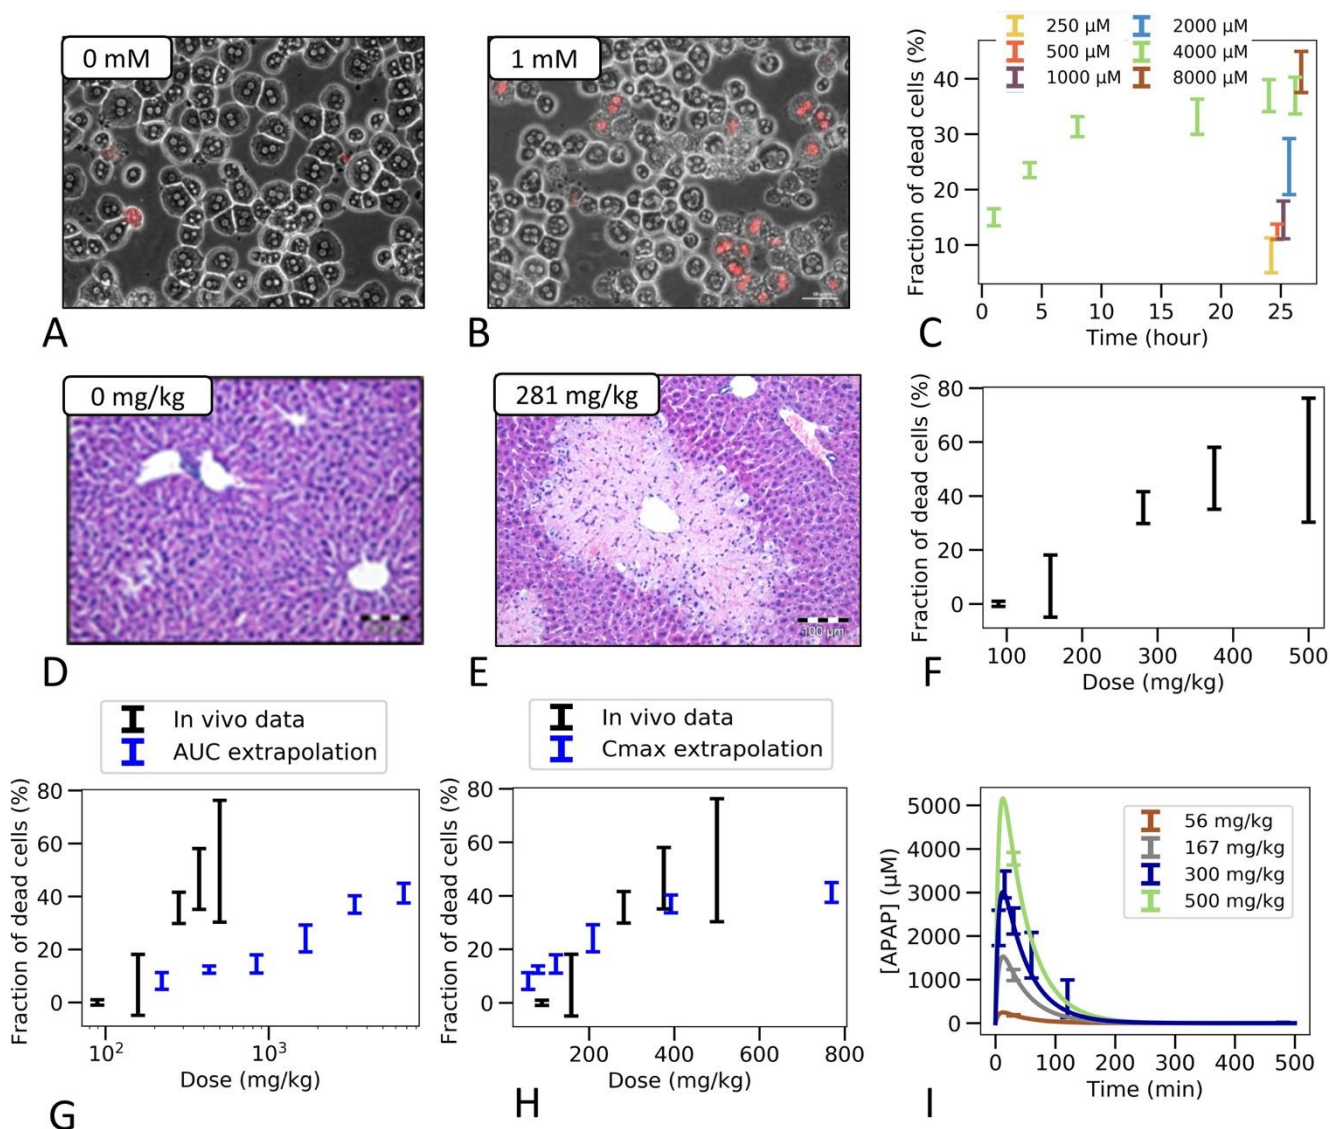 0 mM
1 mM
250 μM
500 μM
1000 μM
2000 μM
4000 μM
8000 μM
Fraction of dead cells (%)
40
30
20
10
0 5 10 15 20 25
Time (hour)
A
B
C
0 mg/kg
281 mg/kg
100 μm
Fraction of dead cells (%)
80
60
40
20
0
100 200 300 400 500
Dose (mg/kg)
D
E
F
In vivo data
AUC extrapolation
Fraction of dead cells (%)
80
60
40
20
0
10² 10³
Dose (mg/kg)
G
In vivo data
Cmax extrapolation
Fraction of dead cells (%)
80
60
40
20
0
200 400 600 800
Dose (mg/kg)
H
56 mg/kg
167 mg/kg
300 mg/kg
500 mg/kg
[APAP] (μM)
5000
4000
3000
2000
1000
0
0 100 200 300 400 500
Time (min)
I